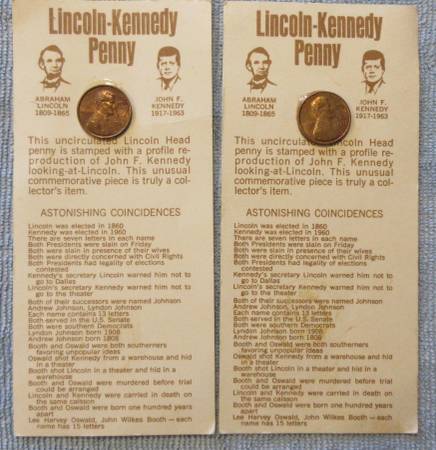 Lincoln-Kennedy
Penny
ABRAHAM
LINCOLN
1809-1865
JOHN F.
KENNEDY
1917-1963
This uncirculated Lincoln Head
penny is stamped with a profile re-
production of John F. Kennedy
looking-at-Lincoln. This unusual
commemorative piece is truly a col-
lector's item.
ASTONISHING COINCIDENCES
Lincoln was elected in 1860
Kennedy was elected in 1960
There are seven letters in each name
Both Presidents were slain on Friday
Both were slain in presence of their wives
Both were directly concerned with Civil Rights
Both Presidents had legality of elections
contested
Kennedy's secretary Lincoln warned him not to
go to Dallas
Lincoln's secretary Kennedy warned him not to
go to the theater
Both of their successors were named Johnson
Andrew Johnson, Lyndon Johnson
Each name contains 13 letters
Both served in the U.S. Senate
Both were southern Democrats
Lyndon Johnson born 1908
Andrew Johnson born 1808
Booth and Oswald were both southerners
favoring unpopular ideas
Oswald shot Kennedy from a warehouse and hid
in a theater
Booth shot Lincoln in a theater and hid in a
warehouse
Booth and Oswald were murdered before trial
could be arranged
Lincoln and Kennedy were carried in death on
the same caisson
Booth and Oswald were born one hundred years
apart
Lee Harvey Oswald, John Wilkes Booth — each
name has 15 letters
Lincoln-Kennedy
Penny
ABRAHAM
LINCOLN
1809-1865
JOHN F.
KENNEDY
1917-1963
This uncirculated Lincoln Head
penny is stamped with a profile re-
production of John F. Kennedy
looking-at-Lincoln. This unusual
commemorative piece is truly a col-
lector's item.
ASTONISHING COINCIDENCES
Lincoln was elected in 1860
Kennedy was elected in 1960
There are seven letters in each name
Both Presidents were slain on Friday
Both were slain in presence of their wives
Both were directly concerned with Civil Rights
Both Presidents had legality of elections
contested
Kennedy's secretary Lincoln warned him not to
go to Dallas
Lincoln's secretary Kennedy warned him not to
go to the theater
Both of their successors were named Johnson
Andrew Johnson, Lyndon Johnson
Each name contains 13 letters
Both served in the U.S. Senate
Both were southern Democrats
Lyndon Johnson born 1908
Andrew Johnson born 1808
Booth and Oswald were both southerners
favoring unpopular ideas
Oswald shot Kennedy from a warehouse and hid
in a theater
Booth shot Lincoln in a theater and hid in a
warehouse
Booth and Oswald were murdered before trial
could be arranged
Lincoln and Kennedy were carried in death on
the same caisson
Booth and Oswald were born one hundred years
apart
Lee Harvey Oswald, John Wilkes Booth — each
name has 15 letters